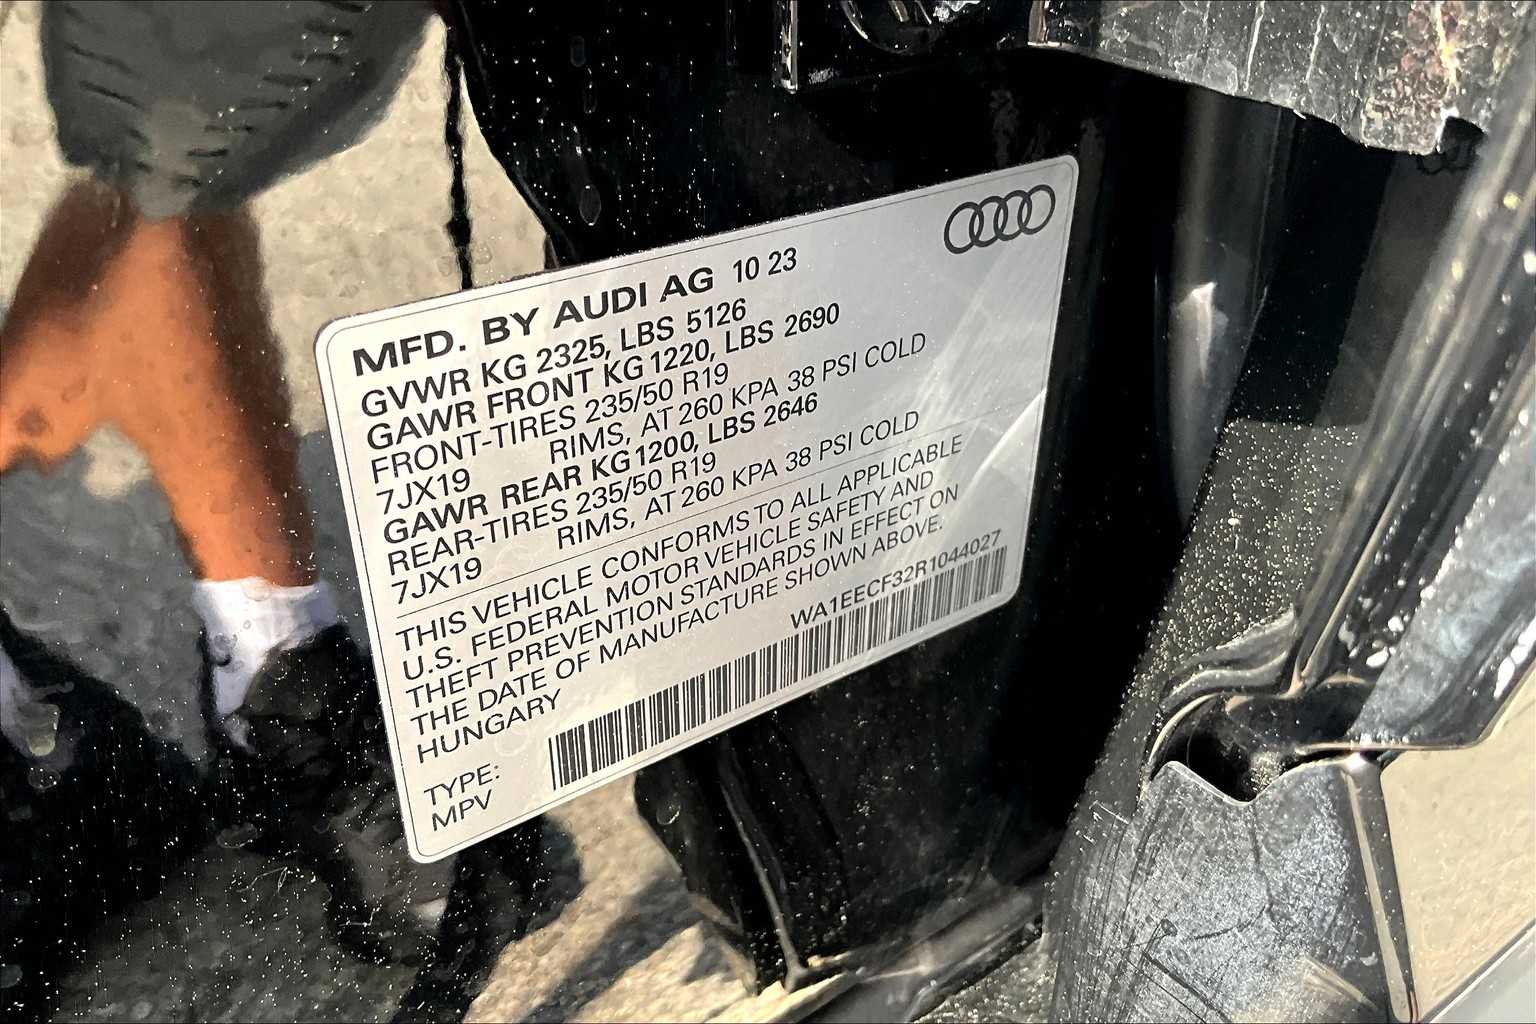 MFD. BY AUDI AG 10 23
GVWR KG 2325, LBS 5126
GAWR FRONT KG 1220, LBS 2690
FRONT-TIRES 235/50 R19
7JX19 RIMS, AT 260 KPA 38 PSI COLD
GAWR REAR KG 1200, LBS 2646
REAR-TIRES 235/50 R19
7JX19 RIMS, AT 260 KPA 38 PSI COLD
THIS VEHICLE CONFORMS TO ALL APPLICABLE
U.S. FEDERAL MOTOR VEHICLE SAFETY AND
THEFT PREVENTION STANDARDS IN EFFECT ON
THE DATE OF MANUFACTURE SHOWN ABOVE.
HUNGARY
WA1EECF32R1044027
TYPE:
MPV